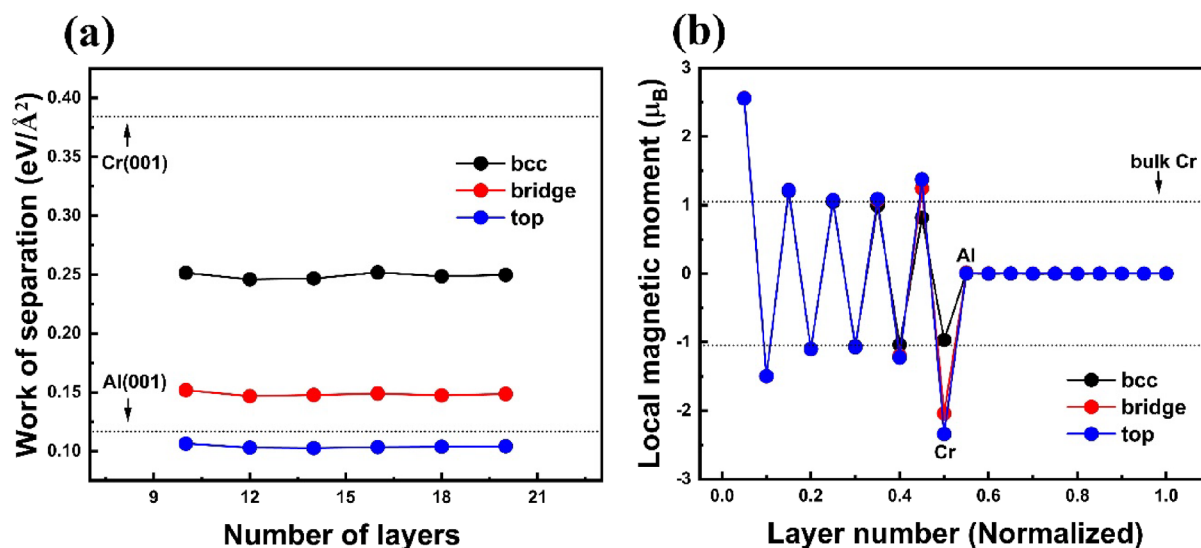 (a)
Work of separation (eV/Å²)
0.40
0.35
0.30
0.25
0.20
0.15
0.10
Cr(001)
Al(001)
bcc
bridge
top
9 12 15 18 21
Number of layers
(b)
Local magnetic moment (μB)
3
2
1
0
-1
-2
-3
bulk Cr
Al
Cr
bcc
bridge
top
0.0 0.2 0.4 0.6 0.8 1.0
Layer number (Normalized)